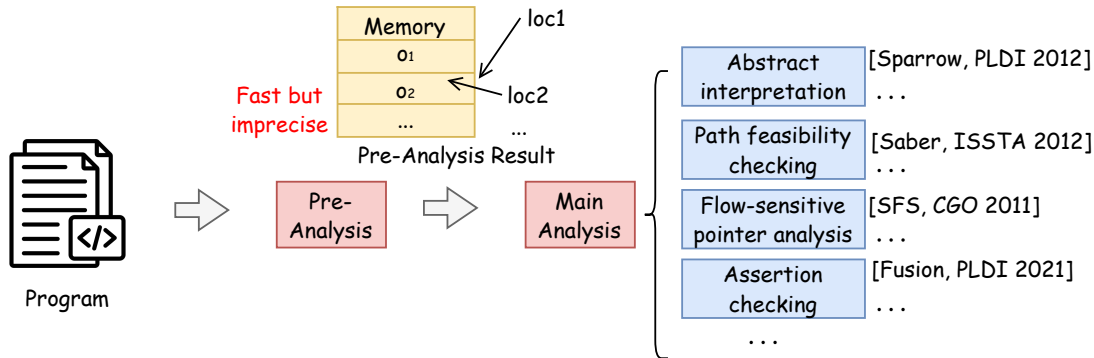 Memory
o1
o2
...
loc1
loc2
...
Fast but
imprecise
Pre-Analysis Result
Program
</>
Pre-
Analysis
Main
Analysis
Abstract
interpretation
[Sparrow, PLDI 2012]
...
Path feasibility
checking
[Saber, ISSTA 2012]
...
Flow-sensitive
pointer analysis
[SFS, CGO 2011]
...
Assertion
checking
[Fusion, PLDI 2021]
...
...